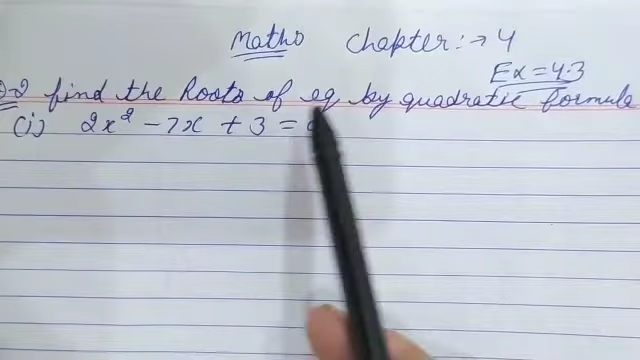 Maths Chapter:→ 4
Ex = 4.3
Q→2 find the Roots of eq by quadratic formula
(i) 2x² - 7x + 3 =